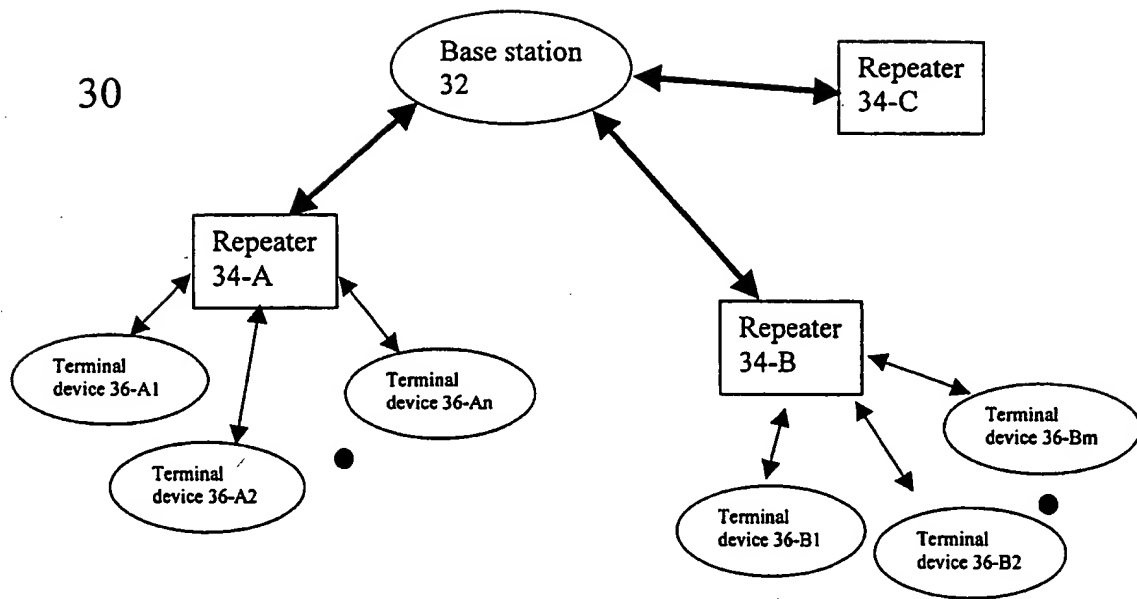 30
Base station
32
Repeater
34-C
Repeater
34-A
Repeater
34-B
Terminal
device 36-A1
Terminal
device 36-An
Terminal
device 36-A2
Terminal
device 36-Bm
Terminal
device 36-B1
Terminal
device 36-B2